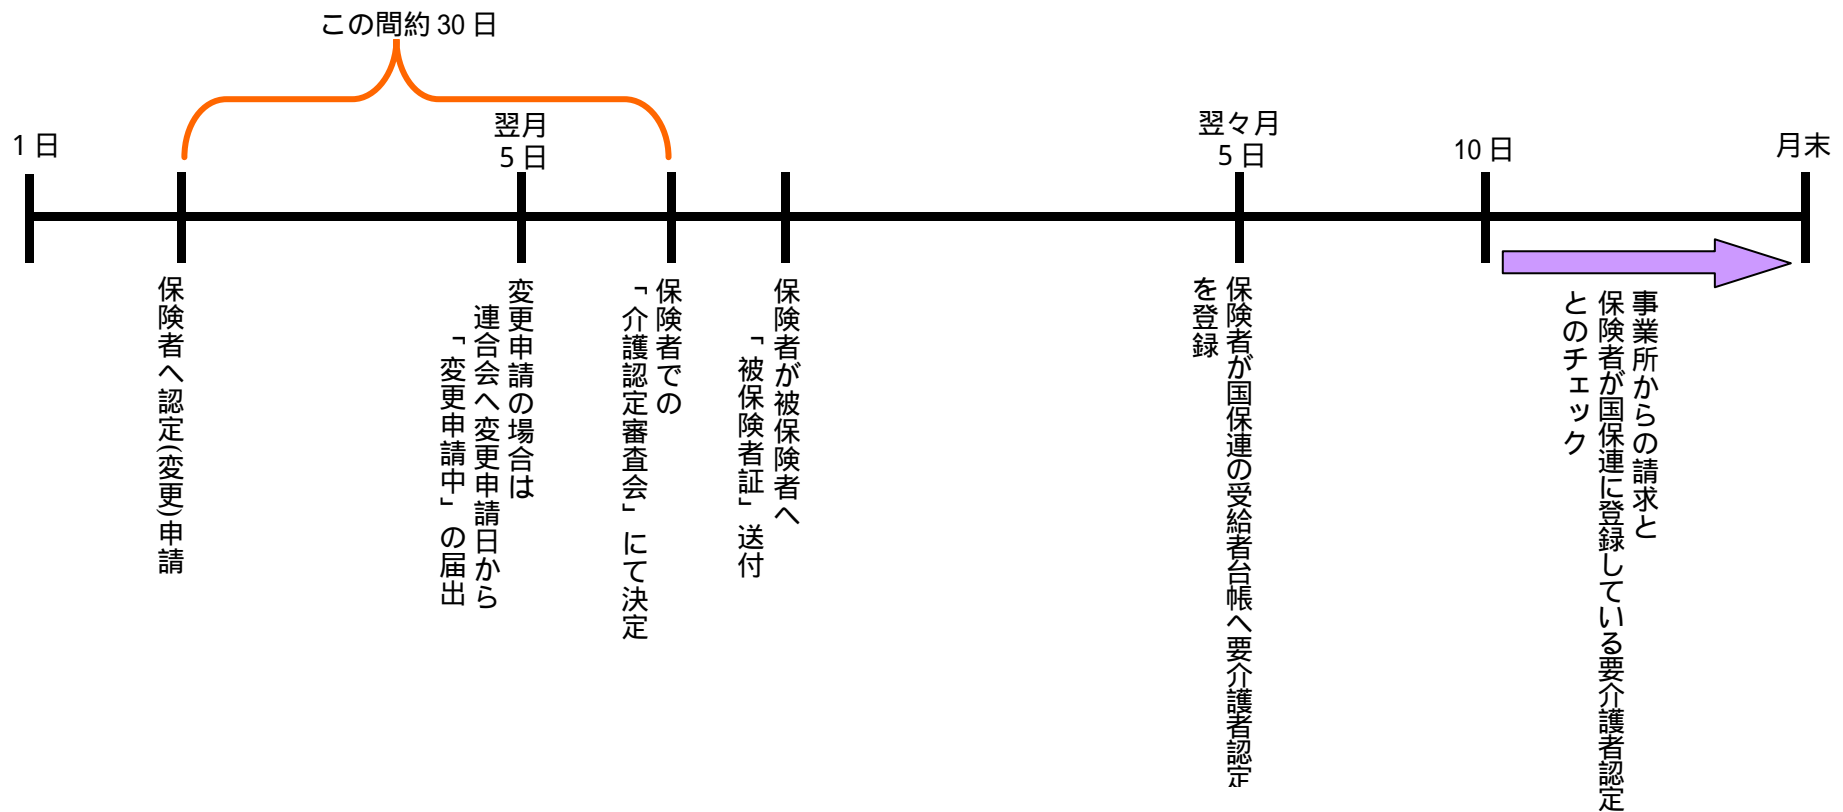 この間約 30 日
1 日
翌月
5 日
翌々月
5 日
10 日
月末
保険者へ認定(変更)申請
変更申請の場合は
連合会へ変更申請日から
「変更申請中」の届出
保険者での
「介護認定審査会」にて決定
保険者が被保険者へ
「被保険者証」送付
保険者が国保連の受給者台帳へ要介護者認定
を登録
事業所からの請求と
保険者が国保連に登録している要介護者認定
とのチェック